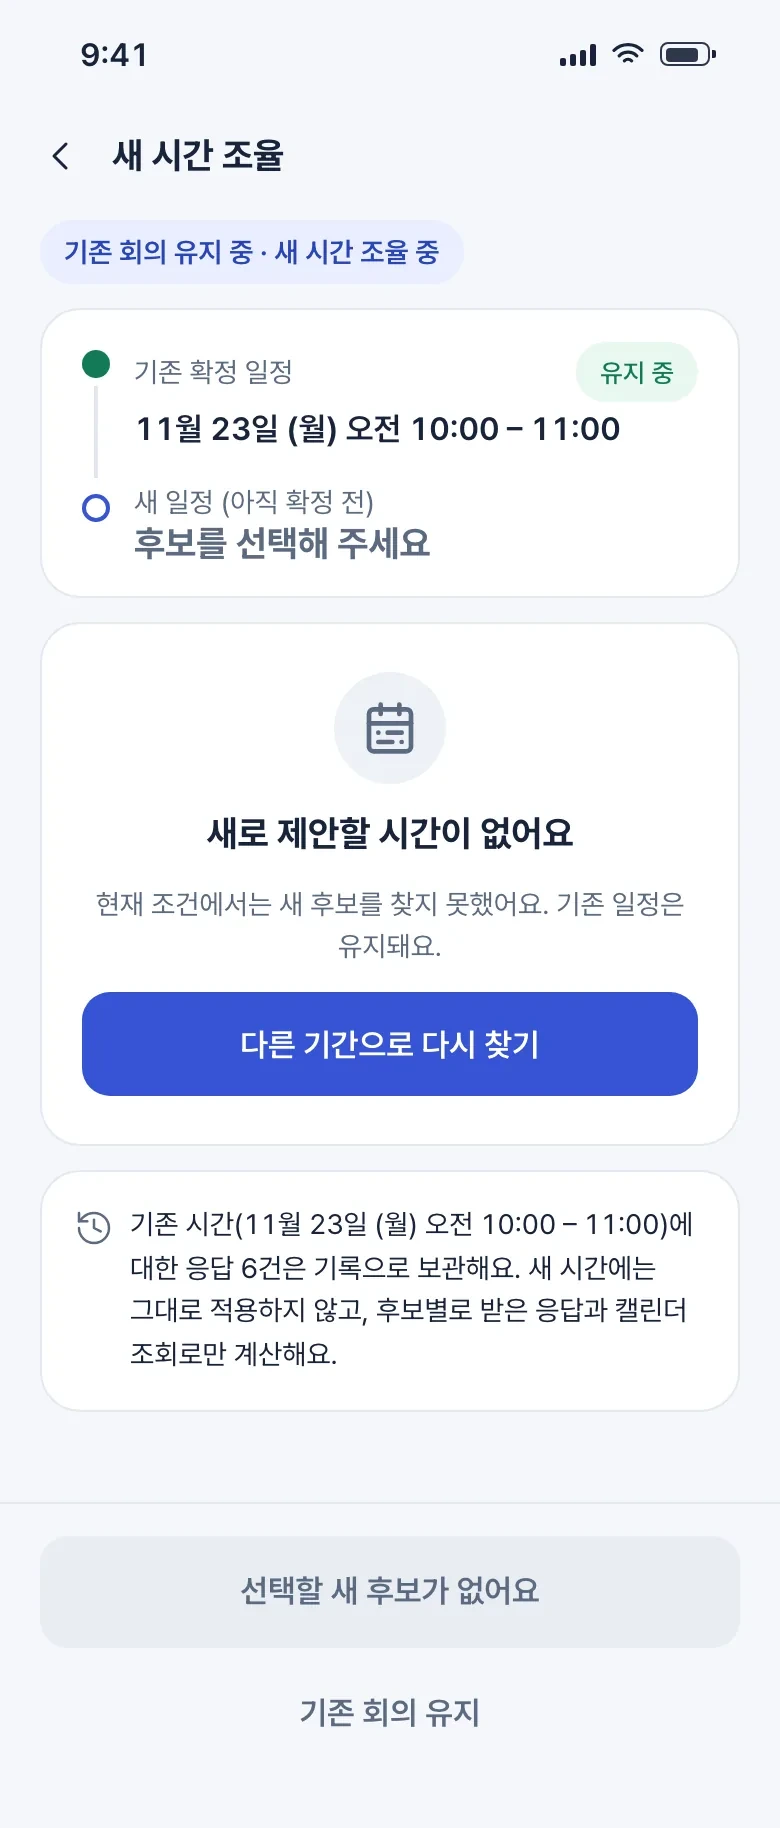 9:41
새 시간 조율
기존 회의 유지 중 · 새 시간 조율 중
기존 확정 일정
유지 중
11월 23일 (월) 오전 10:00 – 11:00
새 일정 (아직 확정 전)
후보를 선택해 주세요
새로 제안할 시간이 없어요
현재 조건에서는 새 후보를 찾지 못했어요. 기존 일정은
유지돼요.
다른 기간으로 다시 찾기
기존 시간(11월 23일 (월) 오전 10:00 – 11:00)에
대한 응답 6건은 기록으로 보관해요. 새 시간에는
그대로 적용하지 않고, 후보별로 받은 응답과 캘린더
조회로만 계산해요.
선택할 새 후보가 없어요
기존 회의 유지